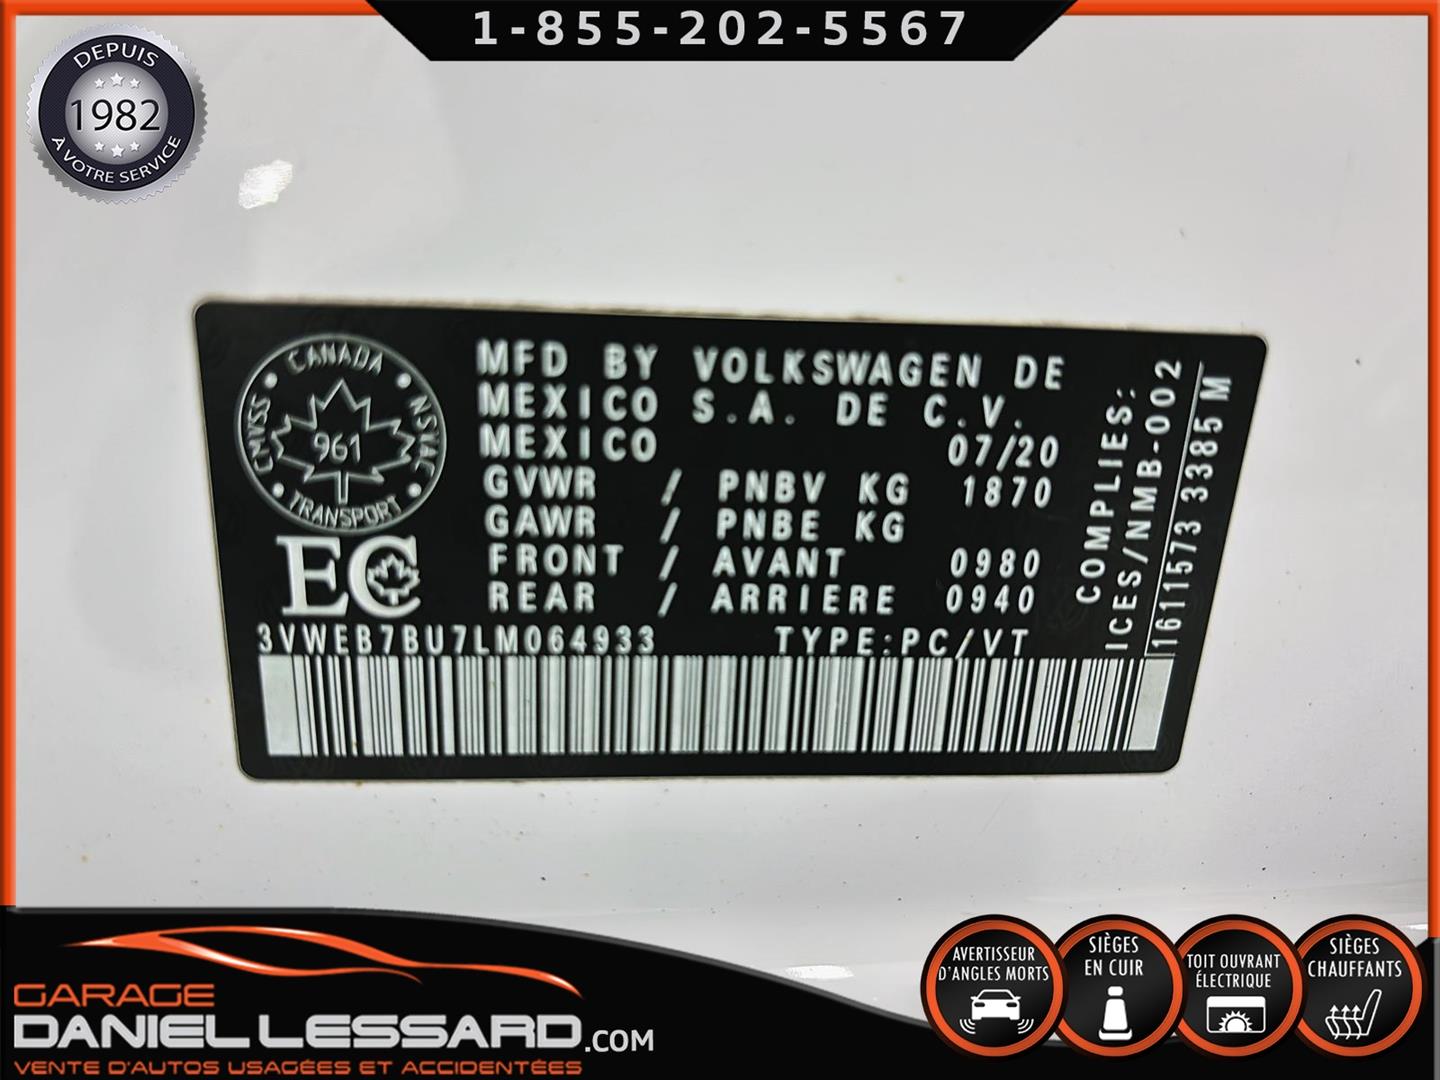 1-855-202-5567
DEPUIS
1982
À VOTRE SERVICE
CANADA
CMVSS
NSVAC
961
TRANSPORT
EC
MFD BY VOLKSWAGEN DE
MEXICO S.A. DE C.V.
MEXICO 07/20
GVWR / PNBV KG 1870
GAWR / PNBE KG
FRONT / AVANT 0980
REAR / ARRIERE 0940
3VWEB7BU7LM064933 TYPE:PC/VT
COMPLIES:
ICES/NMB-002
1611573 3385 M
GARAGE
DANIEL LESSARD.COM
VENTE D'AUTOS USAGÉES ET ACCIDENTÉES
AVERTISSEUR
D'ANGLES MORTS
SIÈGES
EN CUIR
TOIT OUVRANT
ÉLECTRIQUE
SIÈGES
CHAUFFANTS